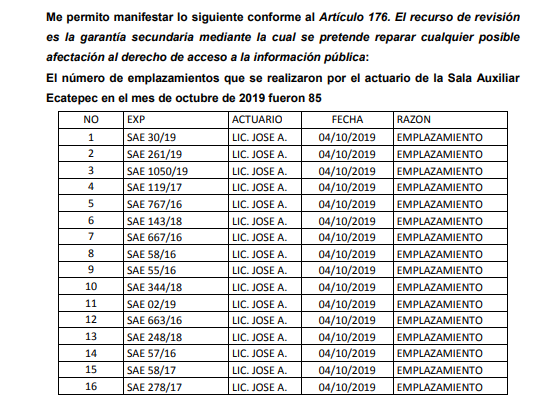 Me permito manifestar lo siguiente conforme al Artículo 176. El recurso de revisión
es la garantía secundaria mediante la cual se pretende reparar cualquier posible
afectación al derecho de acceso a la información pública:
El número de emplazamientos que se realizaron por el actuario de la Sala Auxiliar
Ecatepec en el mes de octubre de 2019 fueron 85
NO EXP ACTUARIO FECHA RAZON
1 SAE 30/19 LIC. JOSE A. 04/10/2019 EMPLAZAMIENTO
2 SAE 261/19 LIC. JOSE A. 04/10/2019 EMPLAZAMIENTO
3 SAE 1050/19 LIC. JOSE A. 04/10/2019 EMPLAZAMIENTO
4 SAE 119/17 LIC. JOSE A. 04/10/2019 EMPLAZAMIENTO
5 SAE 767/16 LIC. JOSE A. 04/10/2019 EMPLAZAMIENTO
6 SAE 143/18 LIC. JOSE A. 04/10/2019 EMPLAZAMIENTO
7 SAE 667/16 LIC. JOSE A. 04/10/2019 EMPLAZAMIENTO
8 SAE 58/16 LIC. JOSE A. 04/10/2019 EMPLAZAMIENTO
9 SAE 55/16 LIC. JOSE A. 04/10/2019 EMPLAZAMIENTO
10 SAE 344/18 LIC. JOSE A. 04/10/2019 EMPLAZAMIENTO
11 SAE 02/19 LIC. JOSE A. 04/10/2019 EMPLAZAMIENTO
12 SAE 663/16 LIC. JOSE A. 04/10/2019 EMPLAZAMIENTO
13 SAE 248/18 LIC. JOSE A. 04/10/2019 EMPLAZAMIENTO
14 SAE 57/16 LIC. JOSE A. 04/10/2019 EMPLAZAMIENTO
15 SAE 58/17 LIC. JOSE A. 04/10/2019 EMPLAZAMIENTO
16 SAE 278/17 LIC. JOSE A. 04/10/2019 EMPLAZAMIENTO